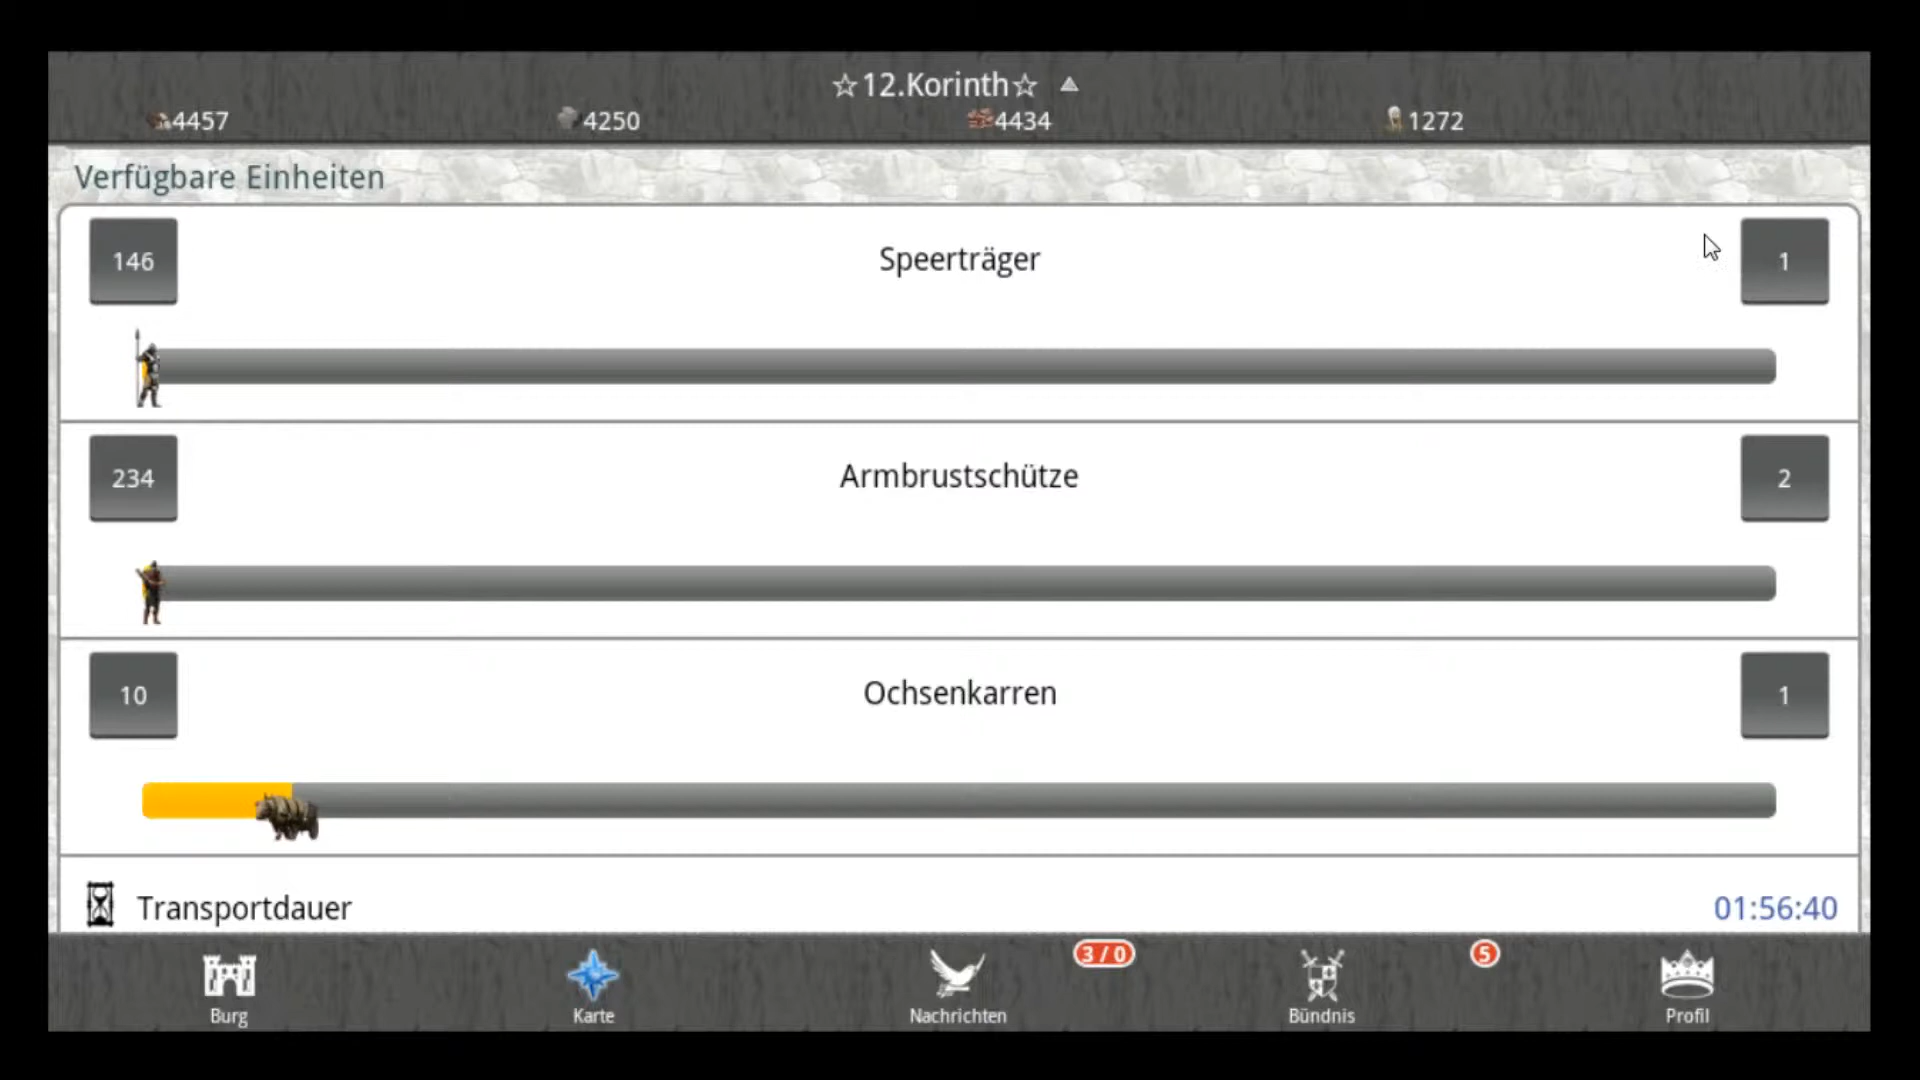 ☆12.Korinth☆
4457 4250 4434 1272
Verfügbare Einheiten
146 Speerträger 1
234 Armbrustschütze 2
10 Ochsenkarren 1
Transportdauer 01:56:40
3 / 0 5
Burg Karte Nachrichten Bündnis Profil